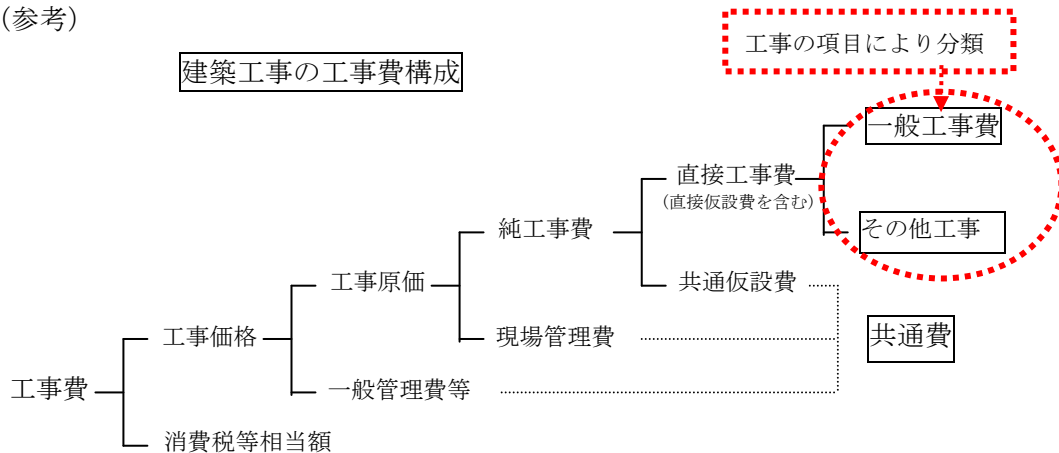 (参考)
工事の項目により分類
建築工事の工事費構成
一般工事費
直接工事費
(直接仮設費を含む)
その他工事
純工事費
工事原価
共通仮設費
工事価格
現場管理費
共通費
工事費
一般管理費等
消費税等相当額